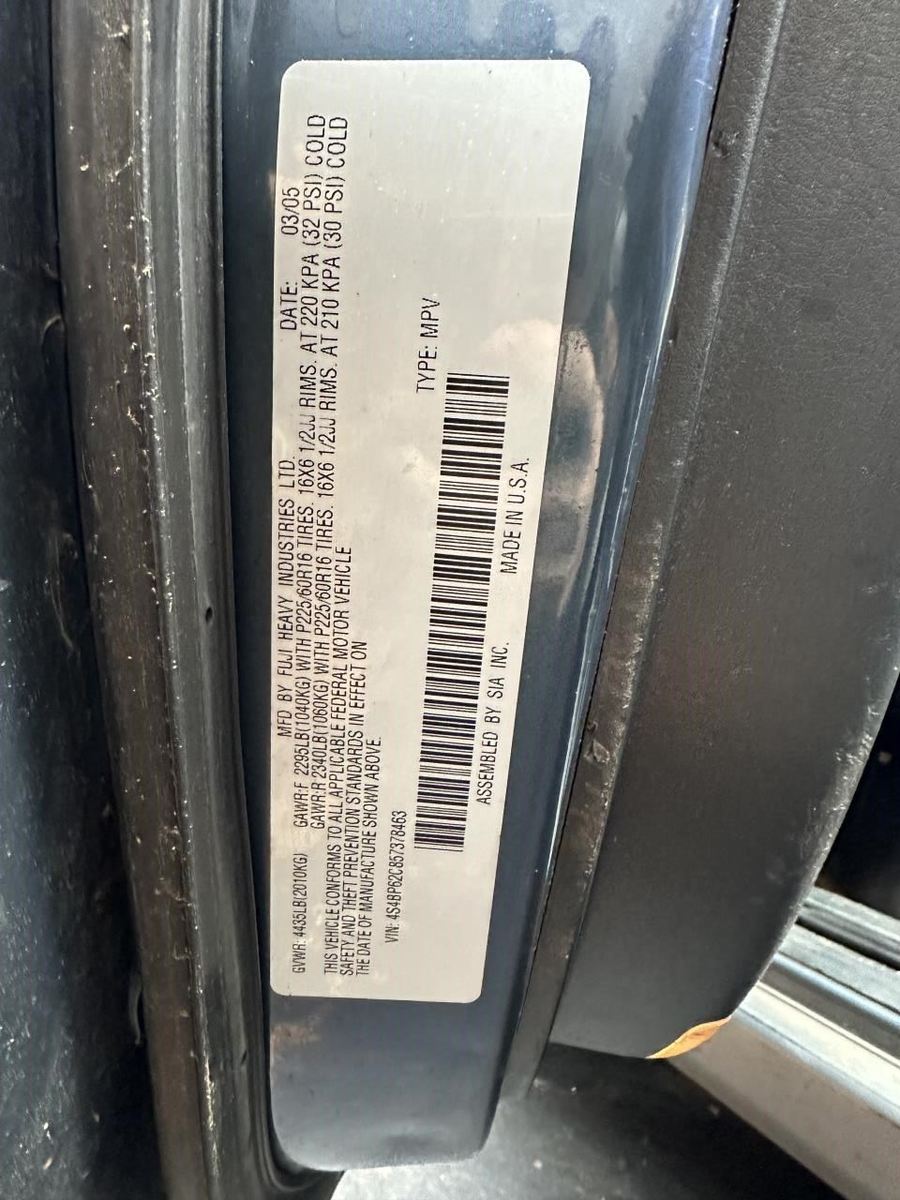 MFD BY FUJI HEAVY INDUSTRIES LTD. DATE: 03/05
GVWR: 4435LB(2010KG) GAWR:F 2295LB(1040KG) WITH P225/60R16 TIRES. 16X6 1/2JJ RIMS. AT 220 KPA (32 PSI) COLD
GAWR:R 2340LB(1060KG) WITH P225/60R16 TIRES. 16X6 1/2JJ RIMS. AT 210 KPA (30 PSI) COLD
THIS VEHICLE CONFORMS TO ALL APPLICABLE FEDERAL MOTOR VEHICLE
SAFETY AND THEFT PREVENTION STANDARDS IN EFFECT ON
THE DATE OF MANUFACTURE SHOWN ABOVE.
VIN: 4S4BP62C857378463 TYPE: MPV
ASSEMBLED BY SIA INC. MADE IN U.S.A.